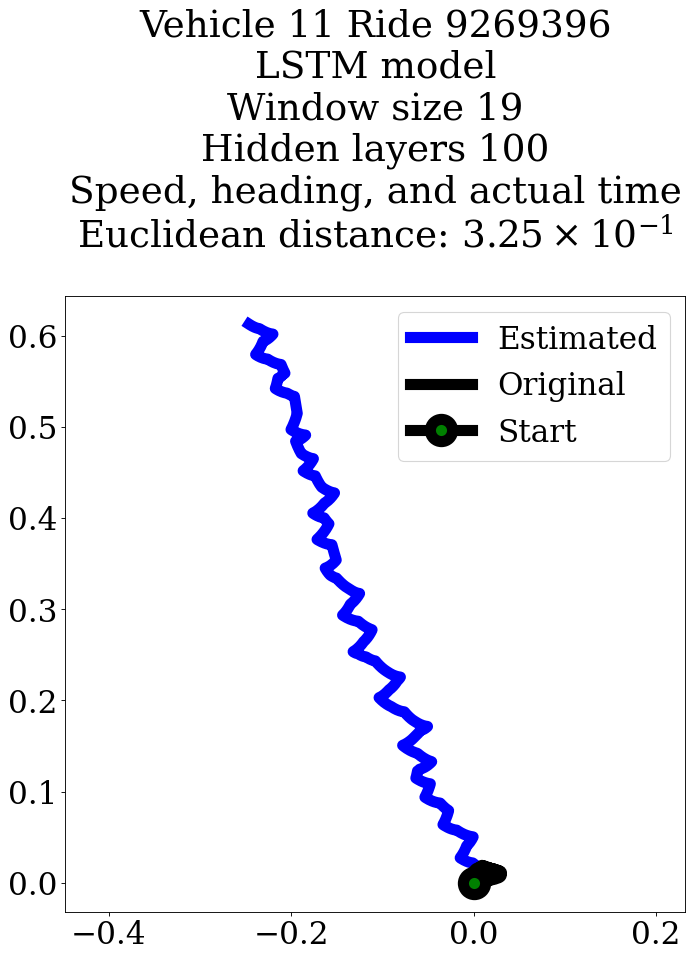 Vehicle 11 Ride 9269396
LSTM model
Window size 19
Hidden layers 100
Speed, heading, and actual time
Euclidean distance: 3.25 × 10⁻¹
Estimated
Original
Start
0.6
0.5
0.4
0.3
0.2
0.1
0.0
−0.4 −0.2 0.0 0.2